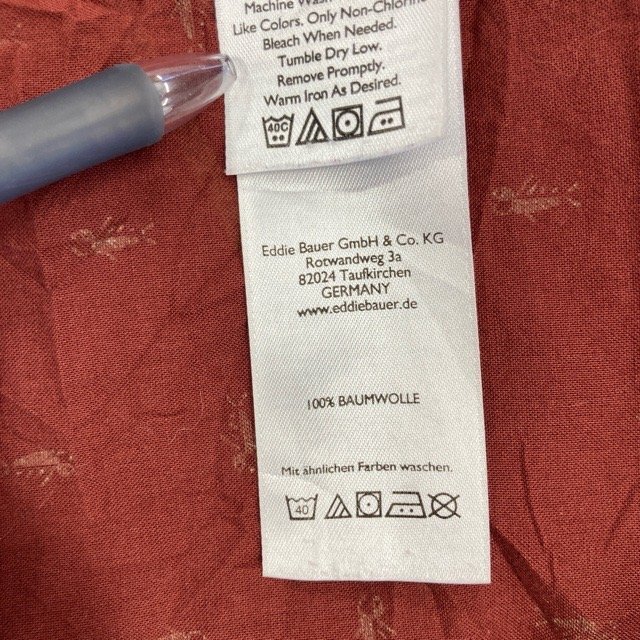 Machine Wash
Like Colors. Only Non-Chlorine
Bleach When Needed.
Tumble Dry Low.
Remove Promptly.
Warm Iron As Desired.
40C
Eddie Bauer GmbH & Co. KG
Rotwandweg 3a
82024 Taufkirchen
GERMANY
www.eddiebauer.de
100% BAUMWOLLE
Mit ähnlichen Farben waschen.
40